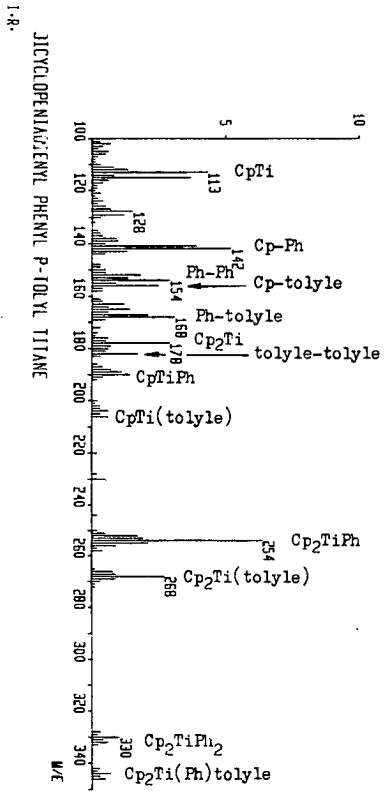 I.R.
JICYCLOPENTADIENYL PHENYL P-TOLYL TITANE
5
10
100
120
140
160
180
200
220
240
260
280
300
320
340
M/E
CpTi
113
128
Cp-Ph
142
Ph-Ph
154
Cp-tolyle
Ph-tolyle
168
Cp2Ti
178
tolyle-tolyle
CpTiPh
CpTi(tolyle)
Cp2TiPh
254
Cp2Ti(tolyle)
268
Cp2TiPh2
330
Cp2Ti(Ph)tolyle